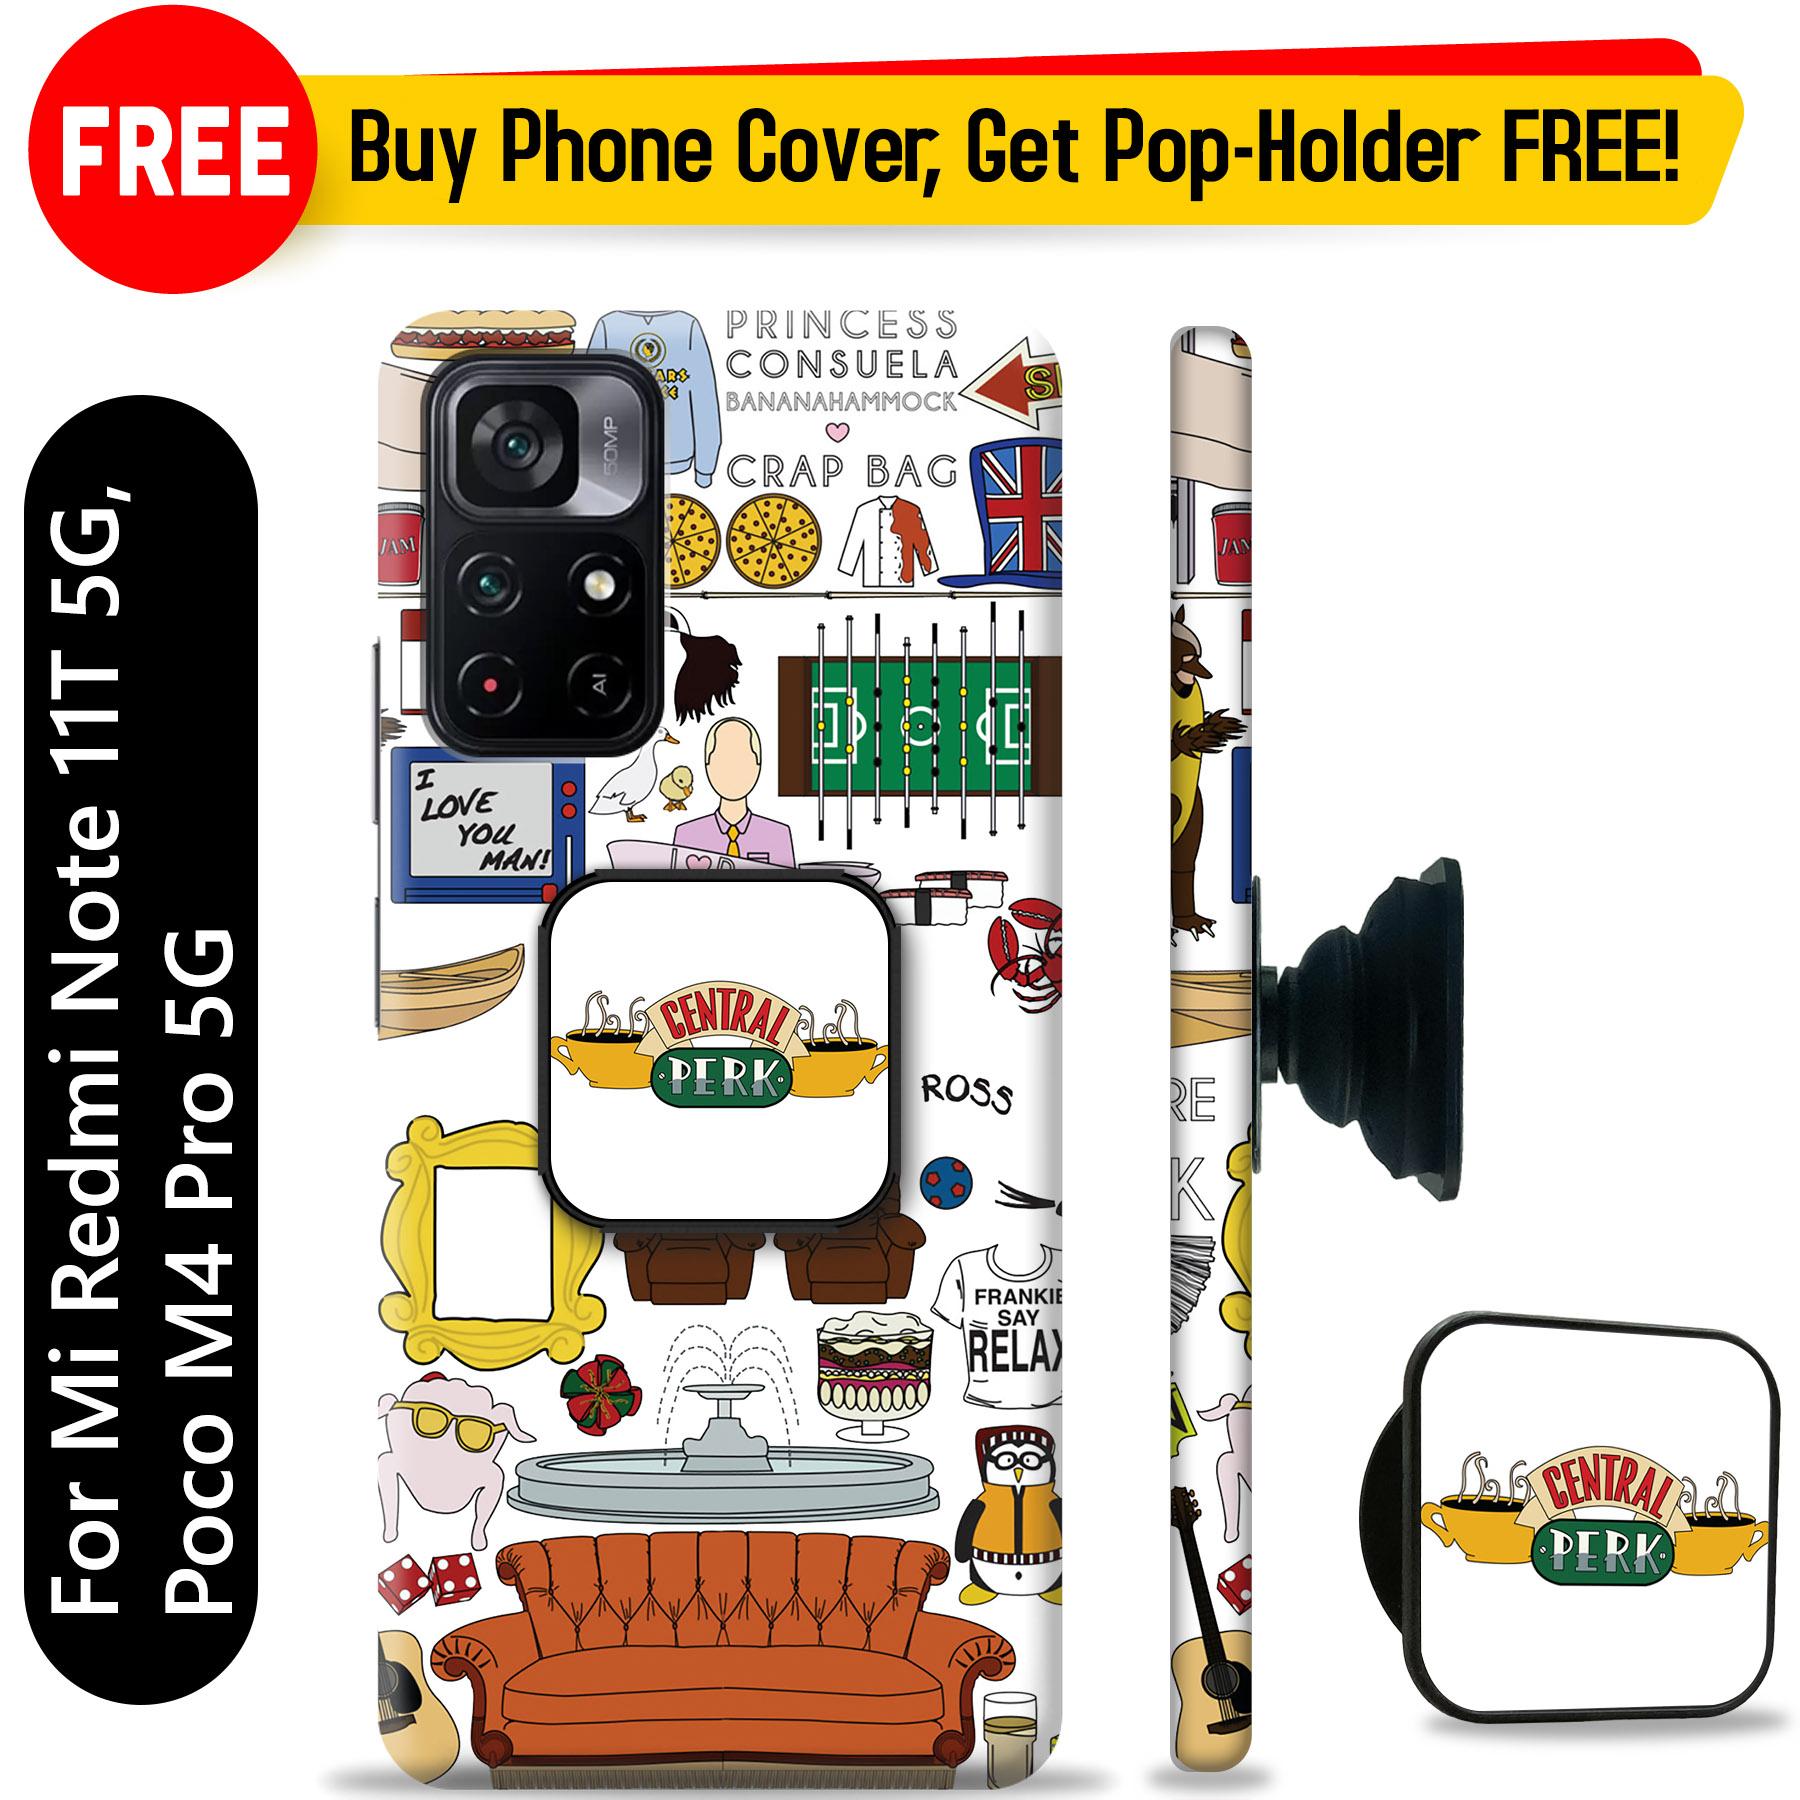 FREE
Buy Phone Cover, Get Pop-Holder FREE!
For Mi Redmi Note 11T 5G,
Poco M4 Pro 5G
PRINCESS
CONSUELA
BANANAHAMMOCK
CRAP BAG
50MP
AI
JAM
I
LOVE
YOU
MAN!
CENTRAL
PERK
ROSS
FRANKIE
SAY
RELAX
CENTRAL
PERK